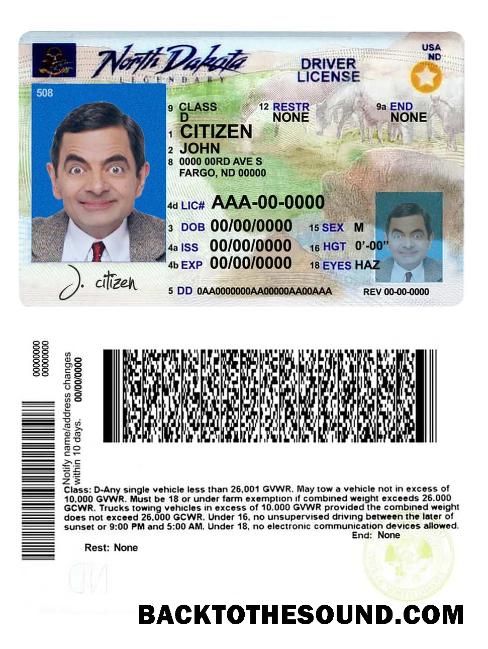 North Dakota
LEGENDARY
DRIVER
LICENSE
USA
ND
508
9 CLASS
D
12 RESTR
NONE
9a END
NONE
1 CITIZEN
2 JOHN
8 0000 00RD AVE S
FARGO, ND 00000
4d LIC# AAA-00-0000
3 DOB 00/00/0000 15 SEX M
4a ISS 00/00/0000 16 HGT 0'-00"
4b EXP 00/00/0000 18 EYES HAZ
J. citizen
5 DD 0AA0000000AA00000AA00AAA
REV 00-00-0000
00000000
00000000
Notify name/address changes
within 10 days. 00/00/0000
Class: D-Any single vehicle less than 26,001 GVWR. May tow a vehicle not in excess of
10.000 GVWR. Must be 18 or under farm exemption if combined weight exceeds 26.000
GCWR. Trucks towing vehicles in excess of 10.000 GVWR provided the combined weight
does not exceed 26,000 GCWR. Under 16, no unsupervised driving between the later of
sunset or 9:00 PM and 5:00 AM. Under 18, no electronic communication devices allowed.
End: None
Rest: None
ND
BACKTOTHESOUND.COM